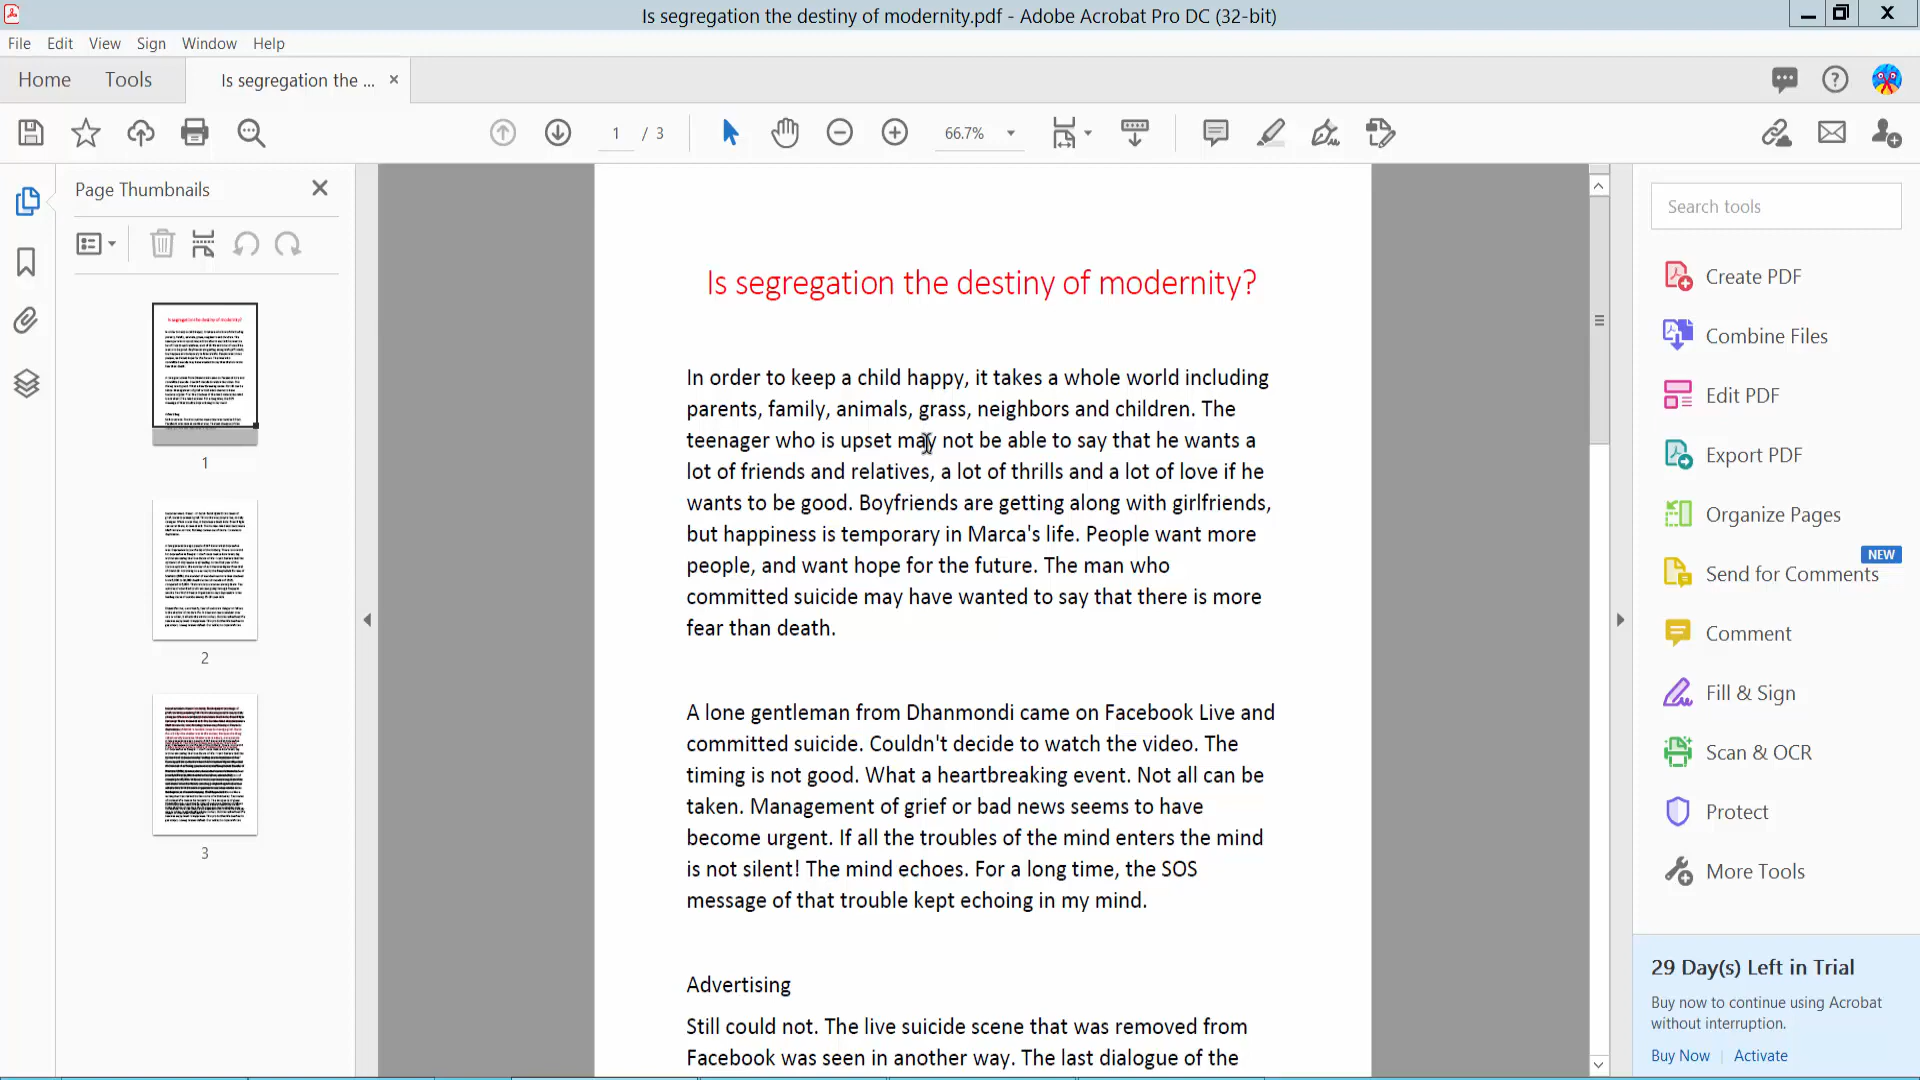 Is segregation the destiny of modernity.pdf - Adobe Acrobat Pro DC (32-bit)
File Edit View Sign Window Help
Home Tools Is segregation the ...
1 / 3 66.7%
Page Thumbnails
1
2
3
Is segregation the destiny of modernity?
In order to keep a child happy, it takes a whole world including
parents, family, animals, grass, neighbors and children. The
teenager who is upset may not be able to say that he wants a
lot of friends and relatives, a lot of thrills and a lot of love if he
wants to be good. Boyfriends are getting along with girlfriends,
but happiness is temporary in Marca's life. People want more
people, and want hope for the future. The man who
committed suicide may have wanted to say that there is more
fear than death.
A lone gentleman from Dhanmondi came on Facebook Live and
committed suicide. Couldn't decide to watch the video. The
timing is not good. What a heartbreaking event. Not all can be
taken. Management of grief or bad news seems to have
become urgent. If all the troubles of the mind enters the mind
is not silent! The mind echoes. For a long time, the SOS
message of that trouble kept echoing in my mind.
Advertising
Still could not. The live suicide scene that was removed from
Facebook was seen in another way. The last dialogue of the
Search tools
Create PDF
Combine Files
Edit PDF
Export PDF
Organize Pages
NEW
Send for Comments
Comment
Fill & Sign
Scan & OCR
Protect
More Tools
29 Day(s) Left in Trial
Buy now to continue using Acrobat
without interruption.
Buy Now | Activate